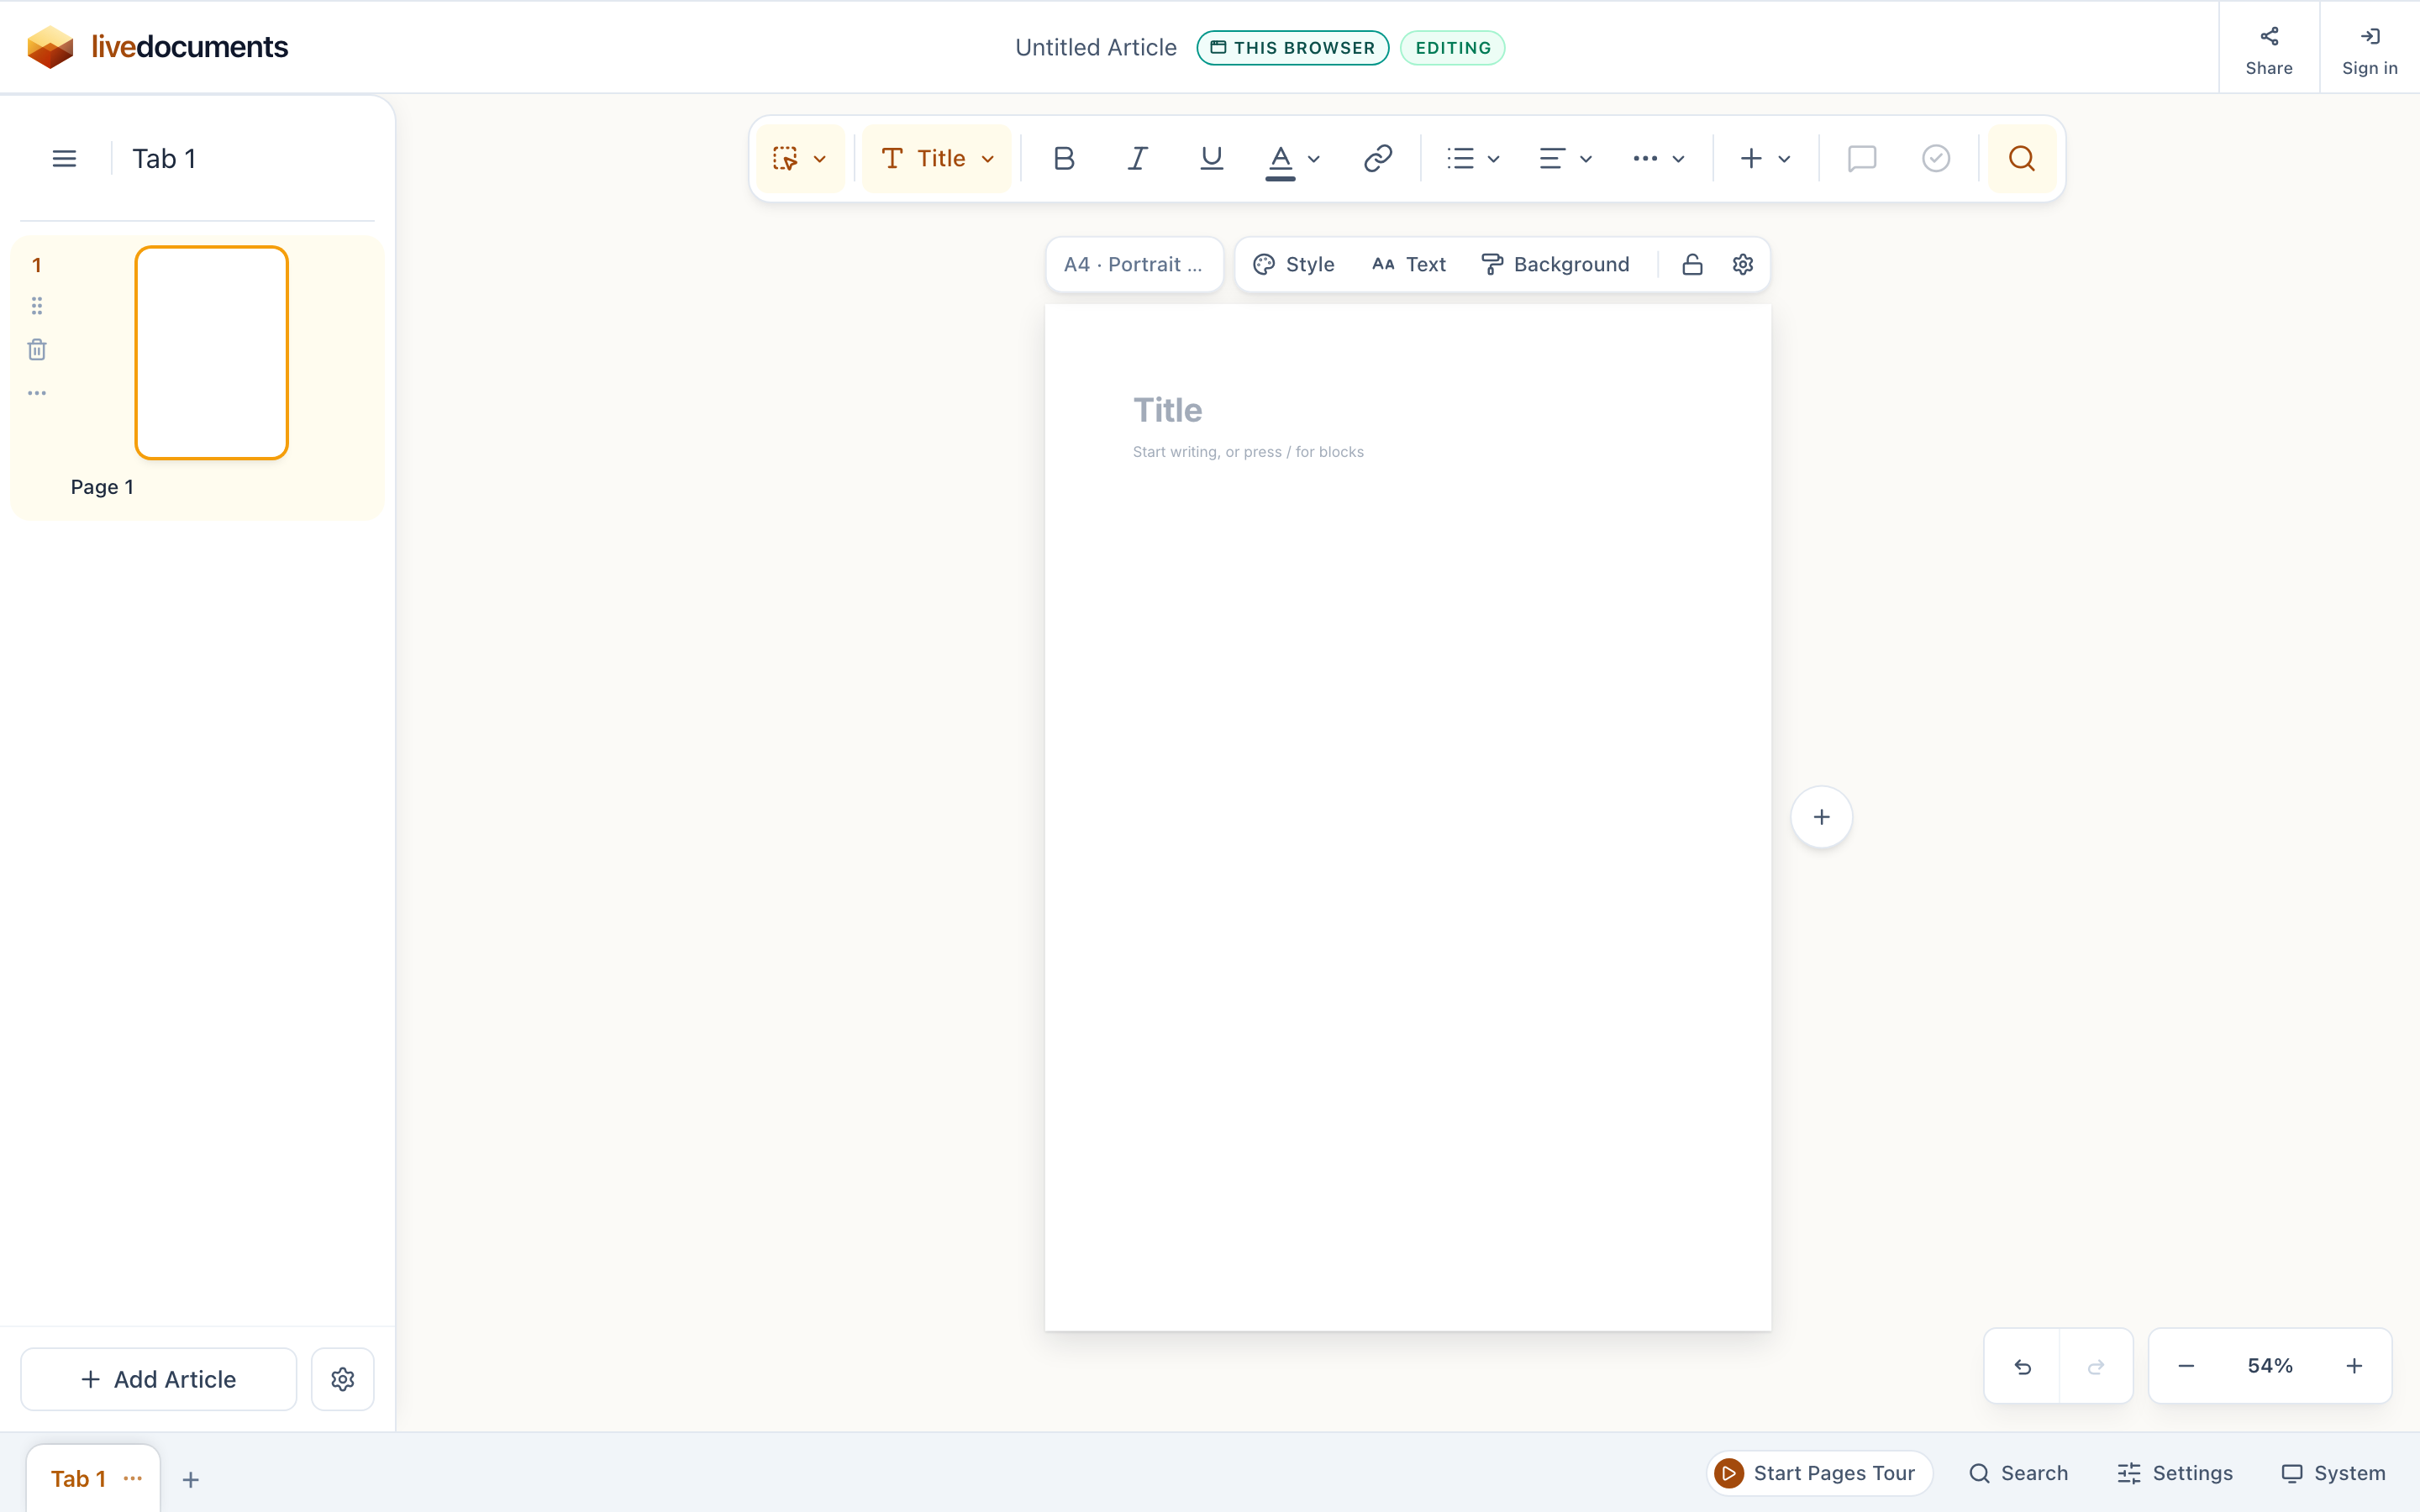 livedocuments
Untitled Article
THIS BROWSER
EDITING
Share
Sign in
Tab 1
Title
1
Page 1
A4 · Portrait ...
Style
Text
Background
Title
Start writing, or press / for blocks
Add Article
54%
Tab 1
Start Pages Tour
Search
Settings
System